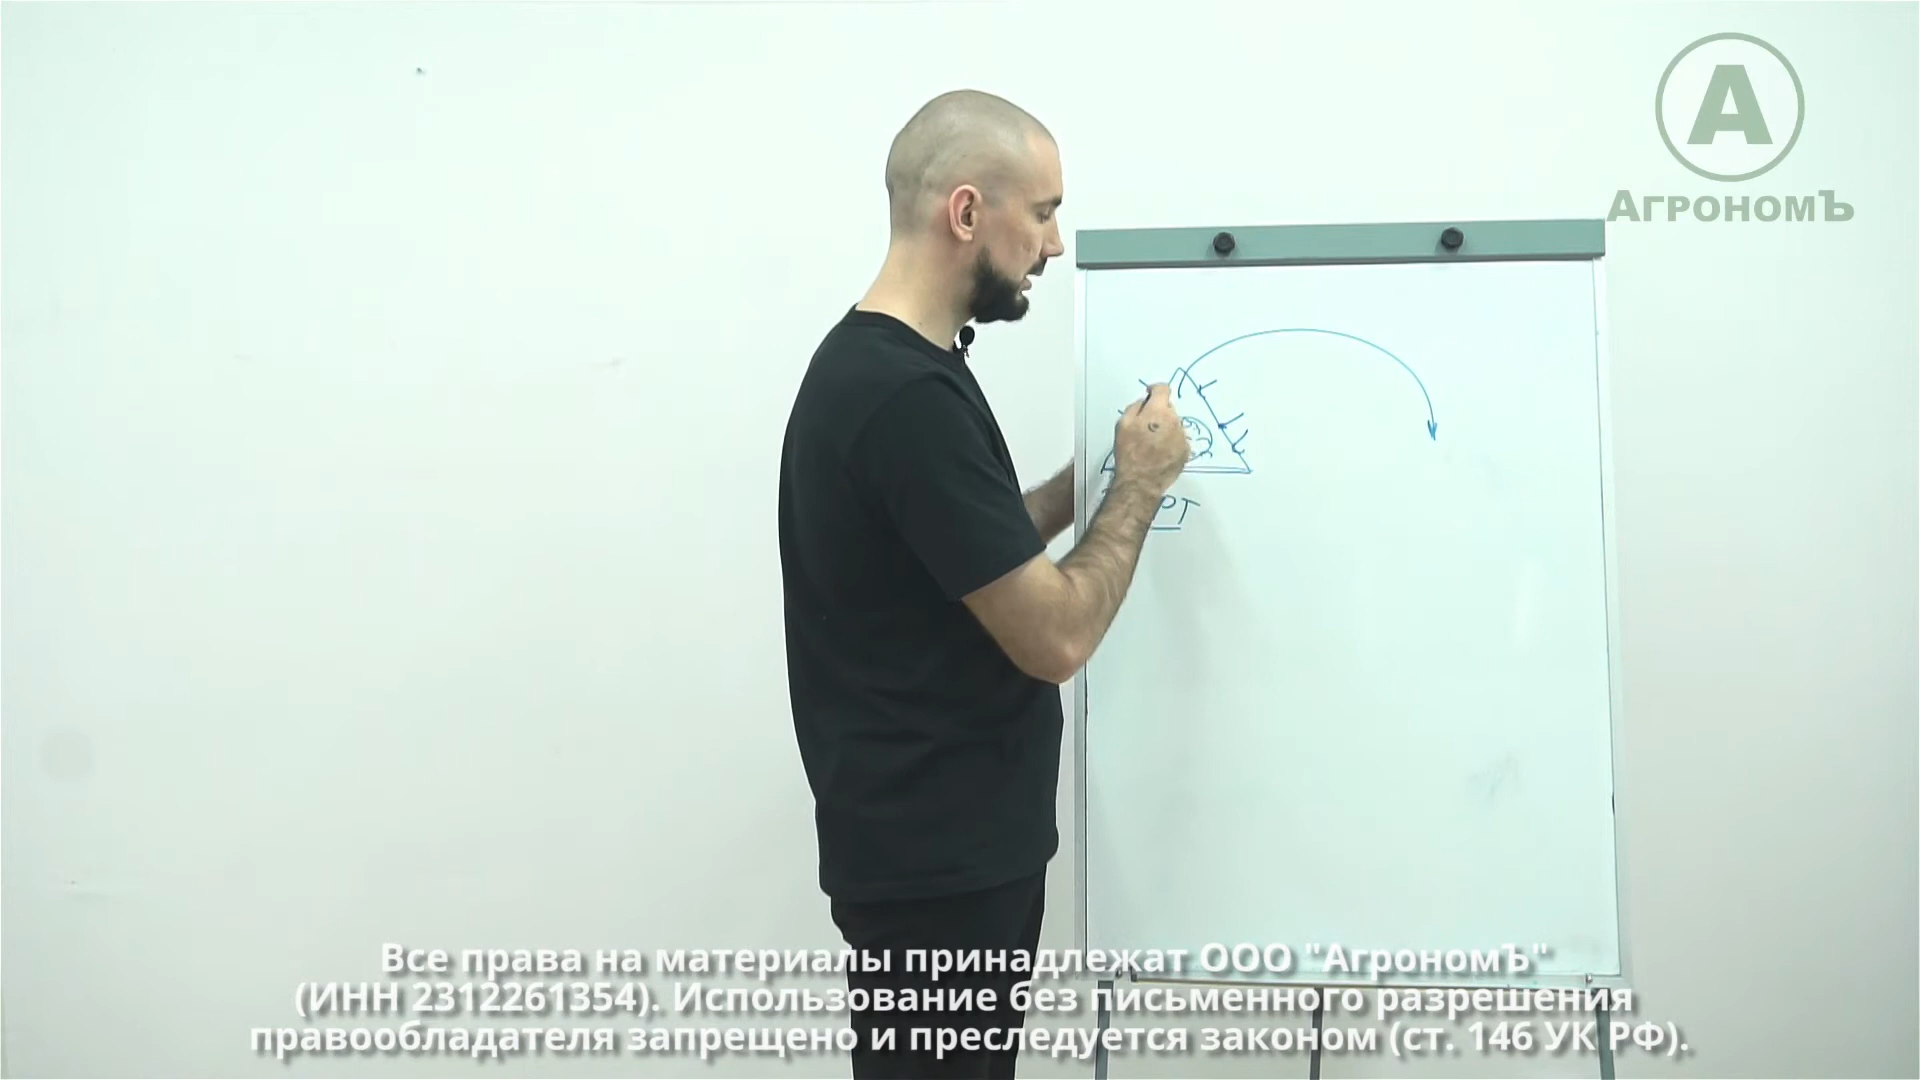 А
АгрономЪ
РТ
Все права на материалы принадлежат ООО "АгрономЪ"
(ИНН 2312261354). Использование без письменного разрешения
правообладателя запрещено и преследуется законом (ст. 146 УК РФ).